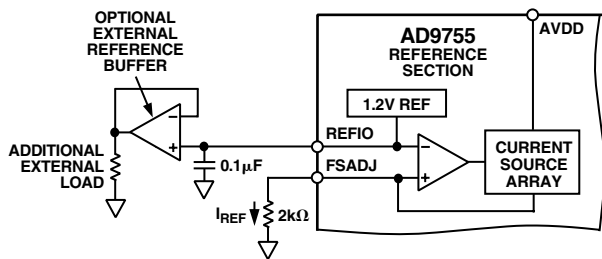 OPTIONAL
EXTERNAL
REFERENCE
BUFFER
AD9755
REFERENCE
SECTION
AVDD
1.2V REF
REFIO
ADDITIONAL
EXTERNAL
LOAD
0.1µF
FSADJ
CURRENT
SOURCE
ARRAY
IREF
2kΩ
−
+
−
+